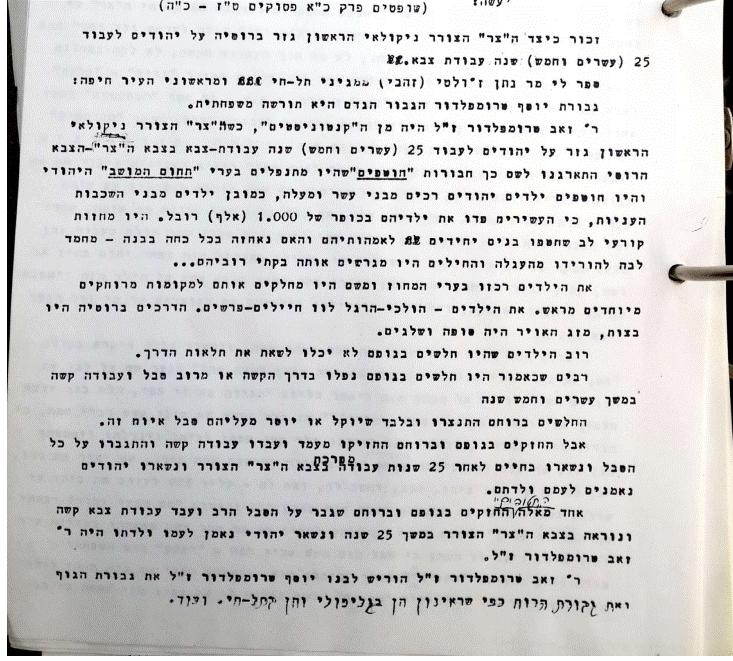 יעשה:
(שופטים פרק כ"א פסוקים ט"ז - כ"ה)
זכור כיצד ה"צר" הצורר ניקולאי הראשון גזר ברוסיה על יהודים לעבוד
25 (עשרים וחמש) שנה עבודת צבא.
ספר לי מר נתן ז'ולטי (זהבי) ממגיני תל-חי ומראשוני העיר חיפה:
גבורת יוסף טרומפלדור הגבור הגדם היא תורשה משפחתית.
ר' זאב טרומפלדור ז"ל היה מן ה"קנטוניסטים", כשה"צר" הצורר ניקולאי
הראשון גזר על יהודים לעבוד 25 (עשרים וחמש) שנה עבודת-צבא בצבא ה"צר"-הצבא
הרוסי התארגנו לשם כך חבורות "חוטפים"שהיו מתנפלים בערי "תחום המושב" היהודי
והיו חוטפים ילדים יהודים רכים מבני עשר ומעלה, כמובן ילדים מבני השכבות
העניות, כי העשירים פדו את ילדיהם בכופר של 1.000 (אלף) רובל. היו מחזות
קורעי לב שחטפו בנים יחידים לאמהותיהם והאם נאחזה בכל כחה בבנה - מחמד
לבה להורידו מהעגלה והחילים היו מגרשים אותה בקתי רוביהם...
את הילדים רכזו בערי המחוז ומשם היו מחלקים אותם למקומות מרוחקים
מיוחדים מראש. את הילדים - הולכי-הרגל לוו חיילים-פרשים. הדרכים ברוסיה היו
בצות, מזג האויר היה סופה ושלגים.
רוב הילדים שהיו חלשים בגופם לא יכלו לשאת את תלאות הדרך.
רבים שכאמור היו חלשים בגופם נפלו בדרך הקשה או מרוב סבל ועבודה קשה
במשך עשרים וחמש שנה
החלשים ברוחם התנצרו ובלבד שיוקל או יוסר מעליהם סבל איום זה.
אבל החזקים בגופם וברוחם החזיקו מעמד ועבדו עבודה קשה והתגברו על כל
הסבל ונשארו בחיים לאחר 25 שנות עבודה מפרכת בצבא ה"צר" הצורר ונשארו יהודים
נאמנים לעמם ולדתם.
אחד מאלה החזקים בגופם וברוחם שגבר על הסבל הרב ועבד עבודת צבא קשה
ונוראה בצבא ה"צר" הצורר במשך 25 שנה ונשאר יהודי נאמן לעמו ולדתו היה ר'
זאב טרומפלדור ז"ל.
ר' זאב טרומפלדור ז"ל הוריש לבנו יוסף טרומפלדור ז"ל את גבורת הגוף
ואת גבורת הרוח כפי שראינון הן בגליפולי והן בתל-חי. ועוד.